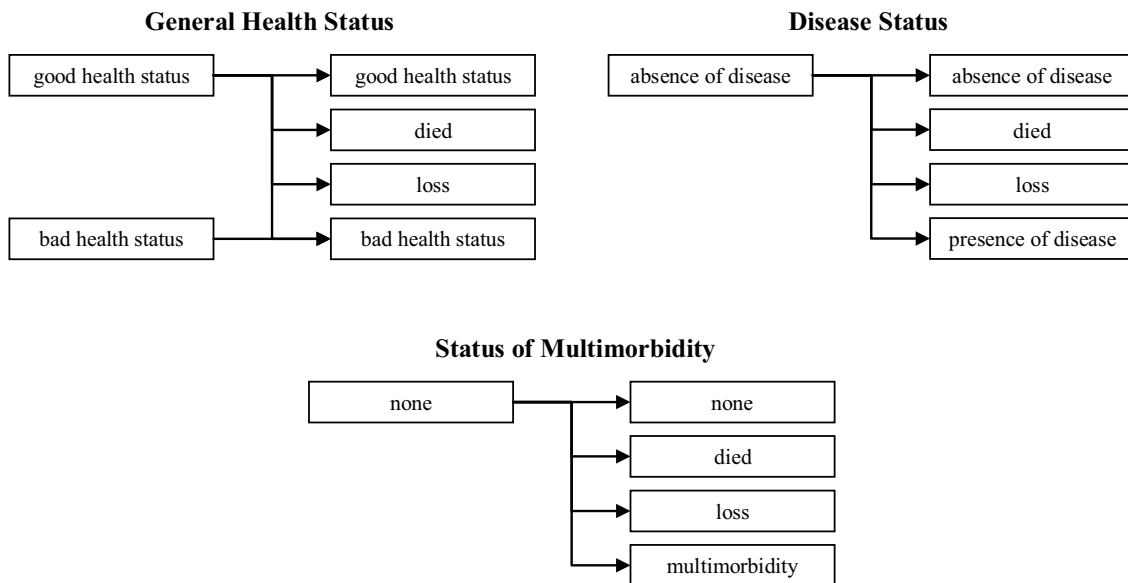 General Health Status
good health status
good health status
died
loss
bad health status
bad health status
Disease Status
absence of disease
absence of disease
died
loss
presence of disease
Status of Multimorbidity
none
none
died
loss
multimorbidity